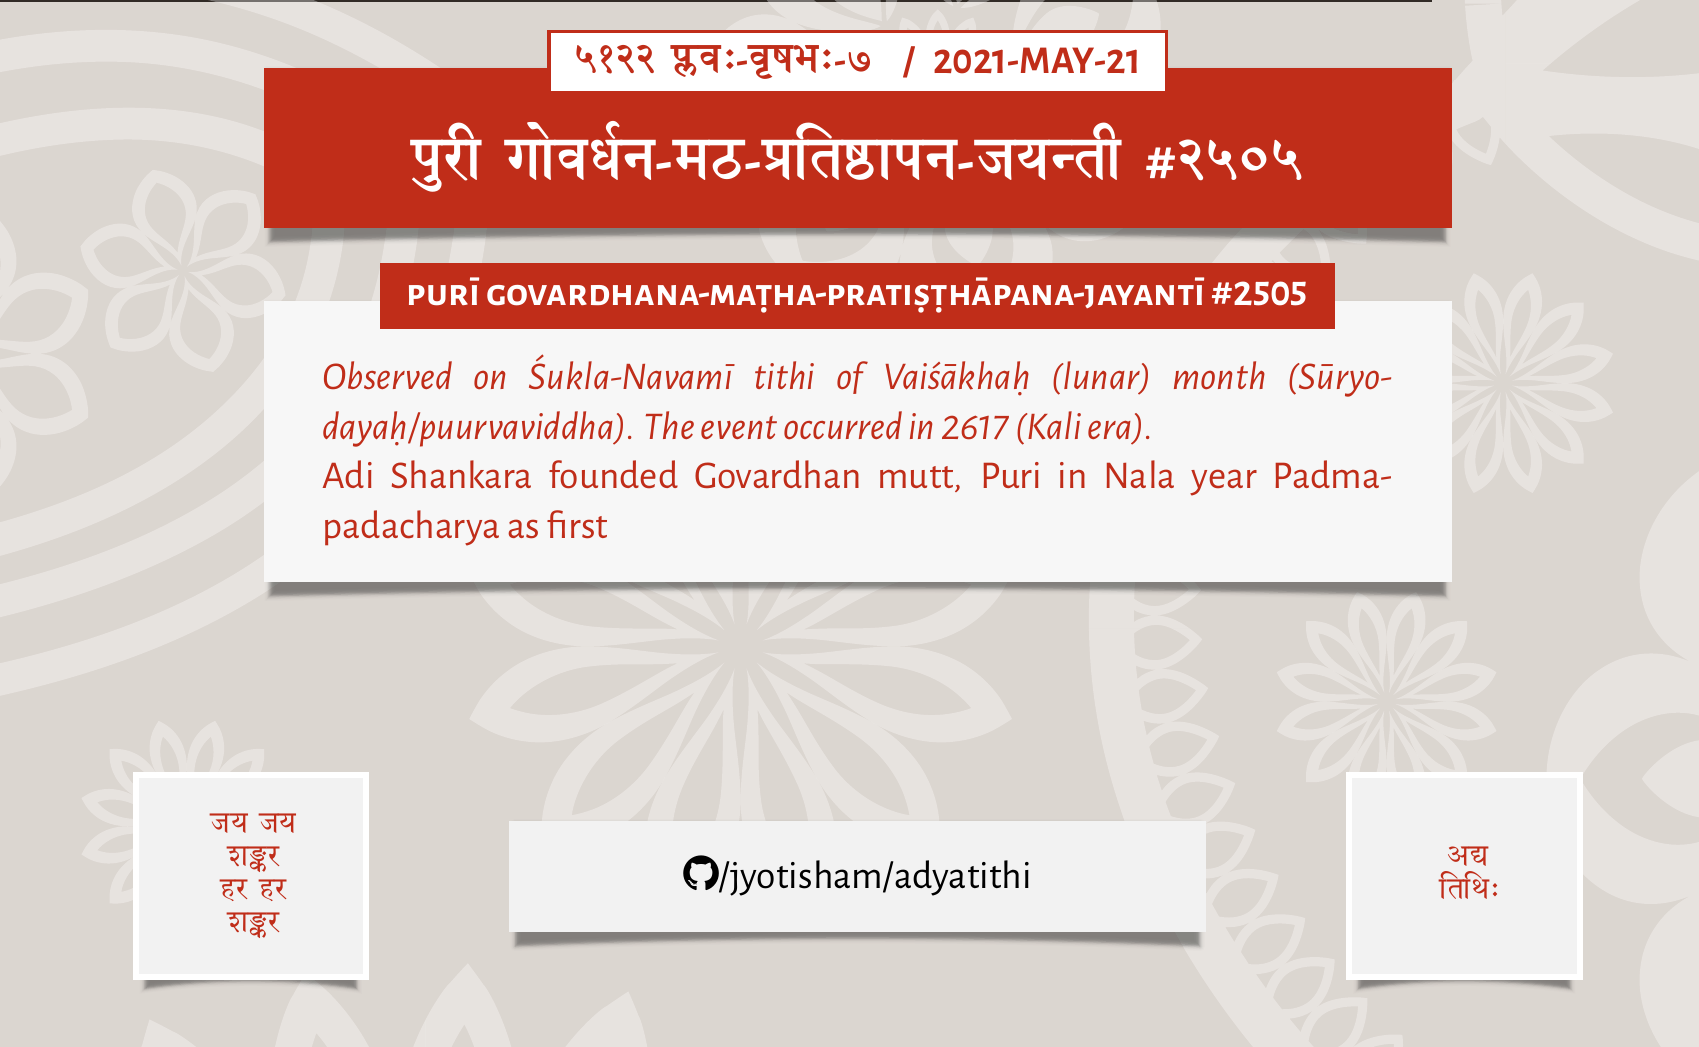 ५१२२ प्लवः-वृषभः-७ / 2021-MAY-21
पुरी गोवर्धन-मठ-प्रतिष्ठापन-जयन्ती #२५०५
PURĪ GOVARDHANA-MAṬHA-PRATIṢṬHĀPANA-JAYANTĪ #2505
Observed on Śukla-Navamī tithi of Vaiśākhaḥ (lunar) month (Sūryo-
dayaḥ/puurvaviddha). The event occurred in 2617 (Kali era).
Adi Shankara founded Govardhan mutt, Puri in Nala year Padma-
padacharya as first
जय जय
शङ्कर
हर हर
शङ्कर
/jyotisham/adyatithi
अद्य
तिथिः